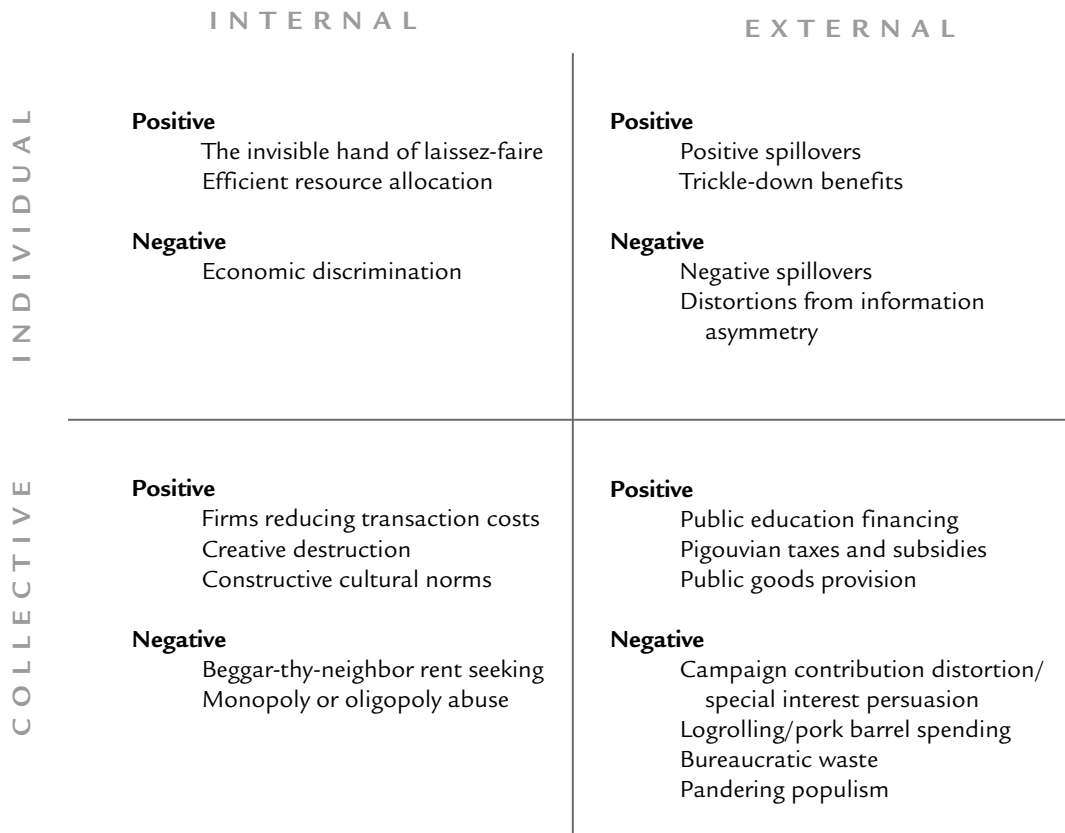 INTERNAL
EXTERNAL
INDIVIDUAL
Positive
The invisible hand of laissez-faire
Efficient resource allocation
Negative
Economic discrimination
Positive
Positive spillovers
Trickle-down benefits
Negative
Negative spillovers
Distortions from information
asymmetry
COLLECTIVE
Positive
Firms reducing transaction costs
Creative destruction
Constructive cultural norms
Negative
Beggar-thy-neighbor rent seeking
Monopoly or oligopoly abuse
Positive
Public education financing
Pigouvian taxes and subsidies
Public goods provision
Negative
Campaign contribution distortion/
special interest persuasion
Logrolling/pork barrel spending
Bureaucratic waste
Pandering populism